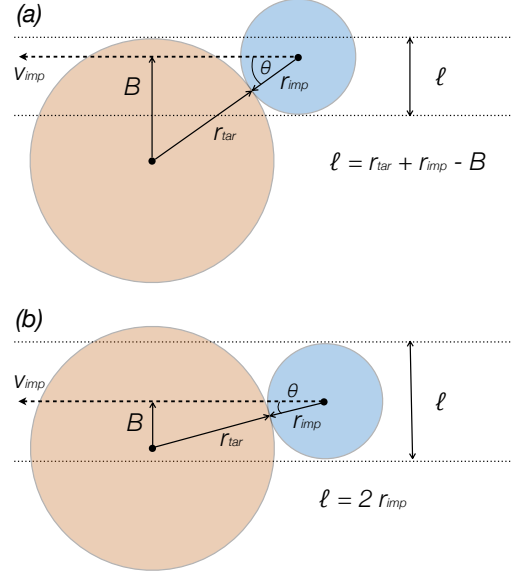 (a)
v_imp
B
θ
r_imp
r_tar
ℓ
ℓ = r_tar + r_imp - B
(b)
v_imp
B
θ
r_imp
r_tar
ℓ
ℓ = 2 r_imp